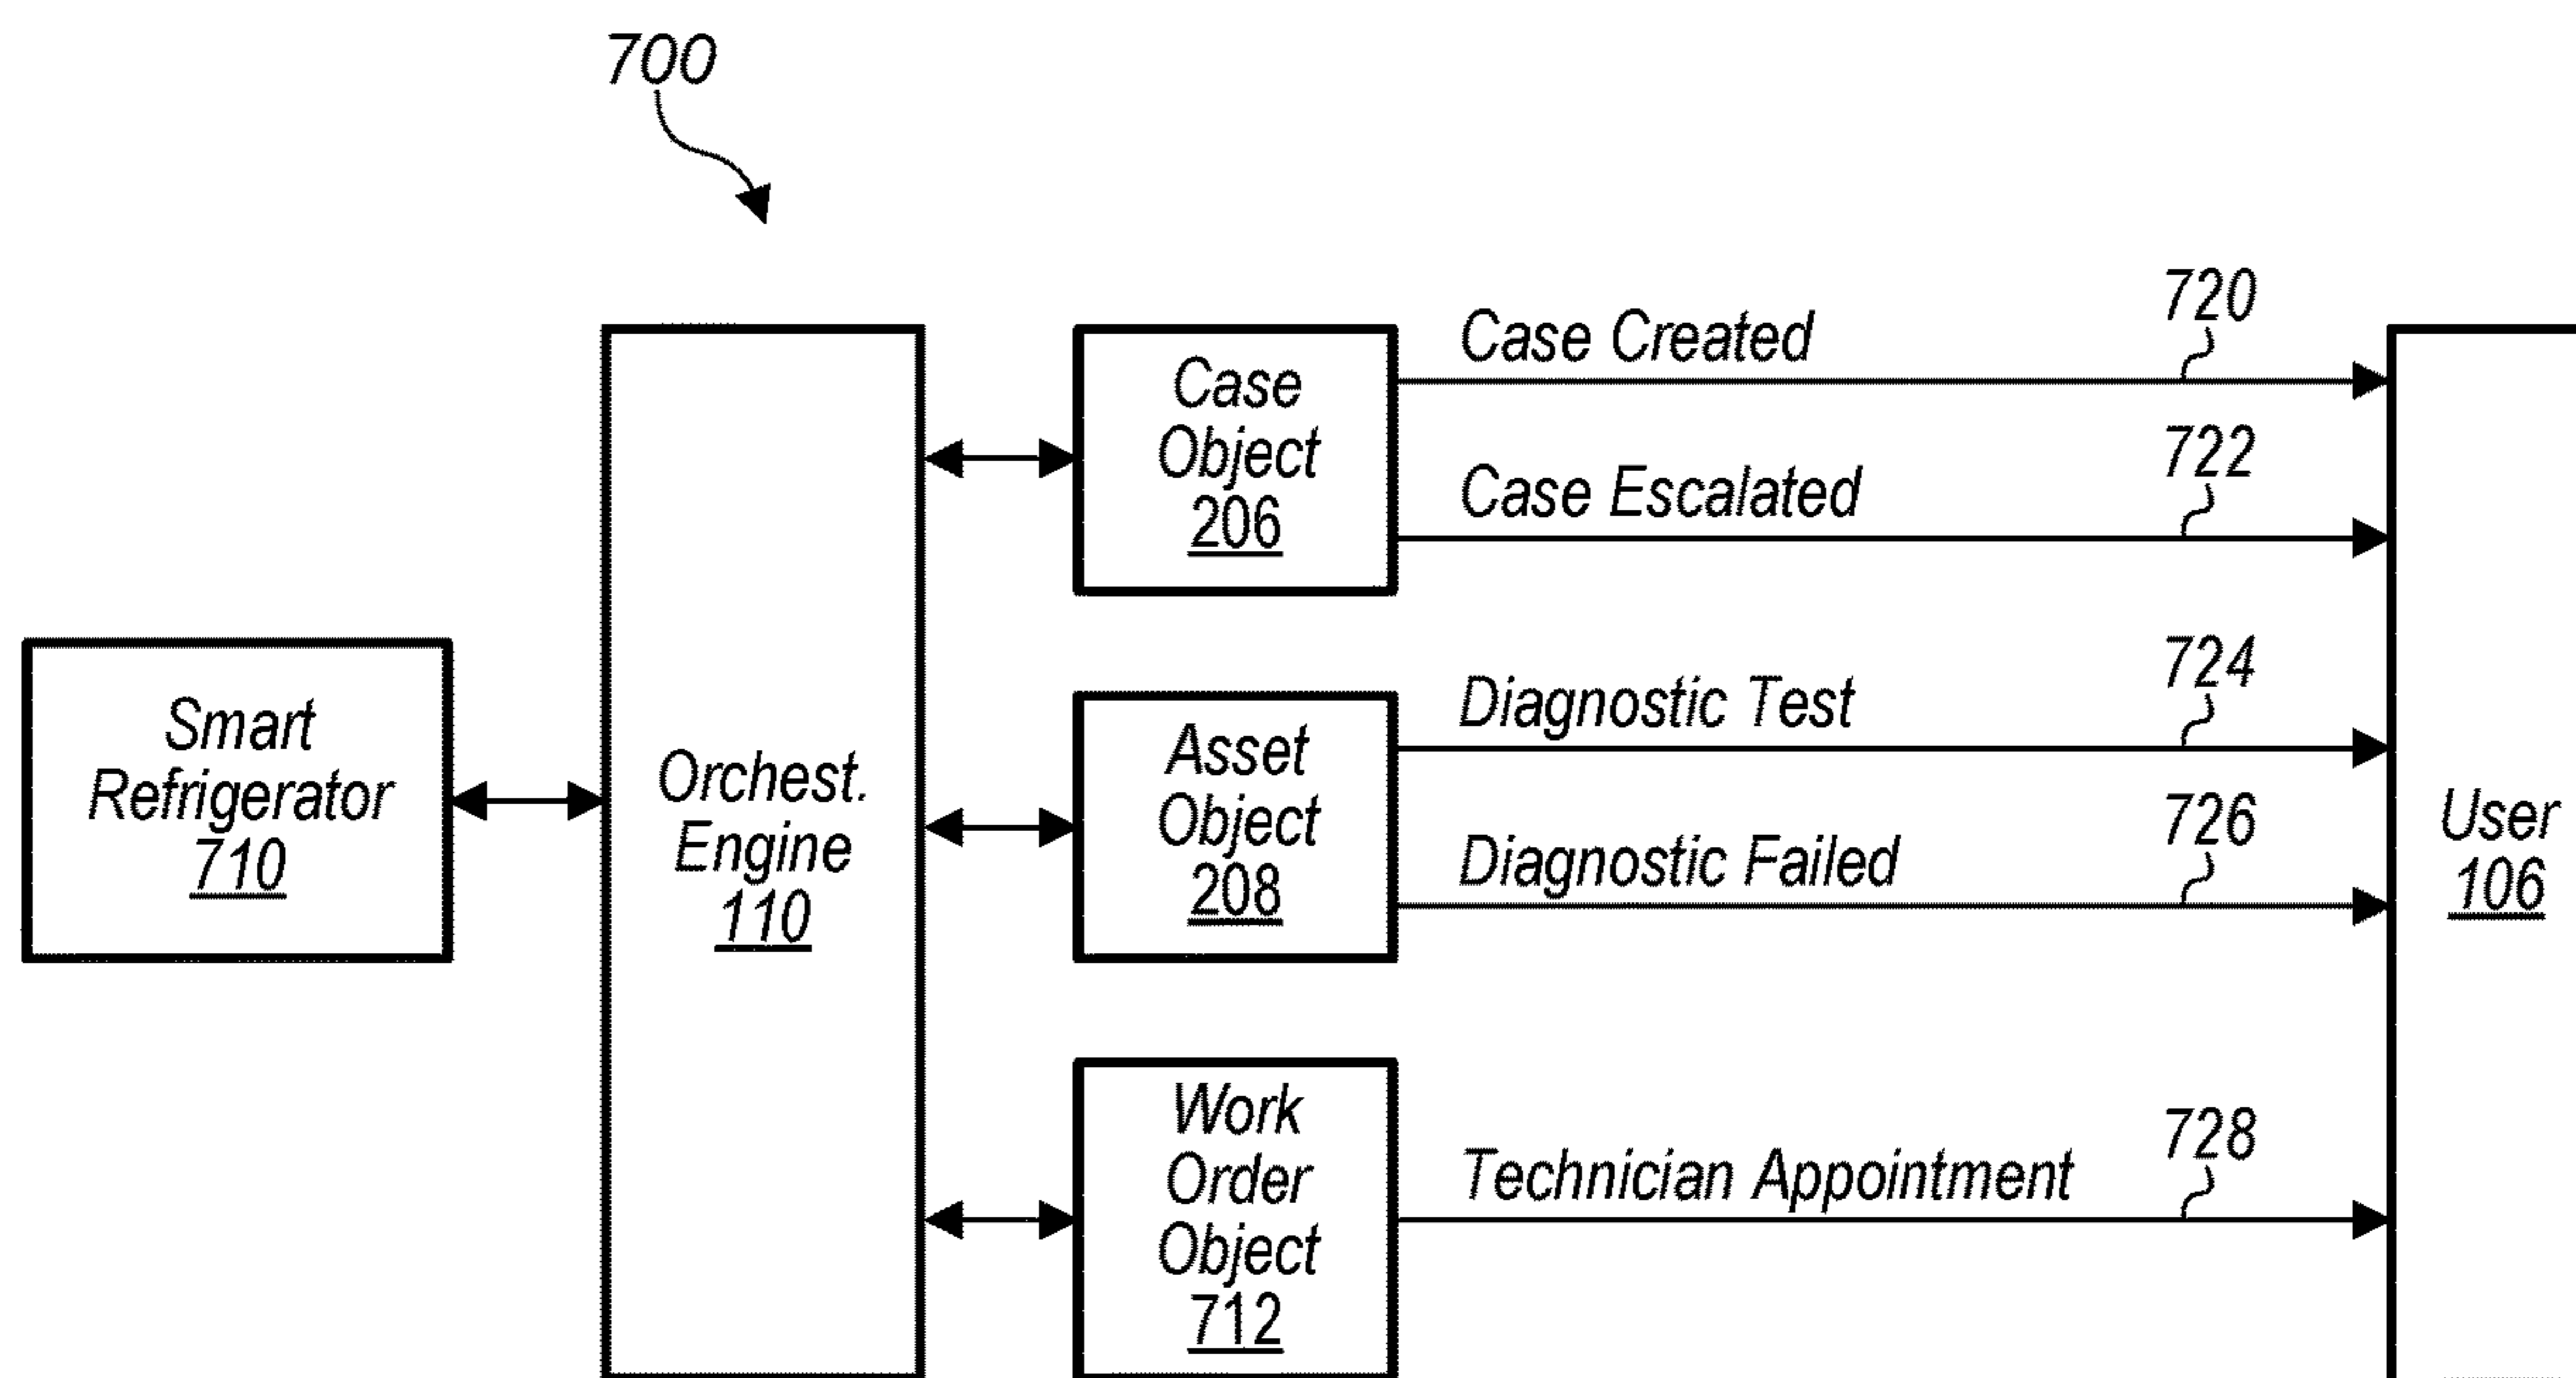 700
Smart
Refrigerator
710
Orchest.
Engine
110
Case
Object
206
Case Created
720
Case Escalated
722
Asset
Object
208
Diagnostic Test
724
Diagnostic Failed
726
Work
Order
Object
712
Technician Appointment
728
User
106